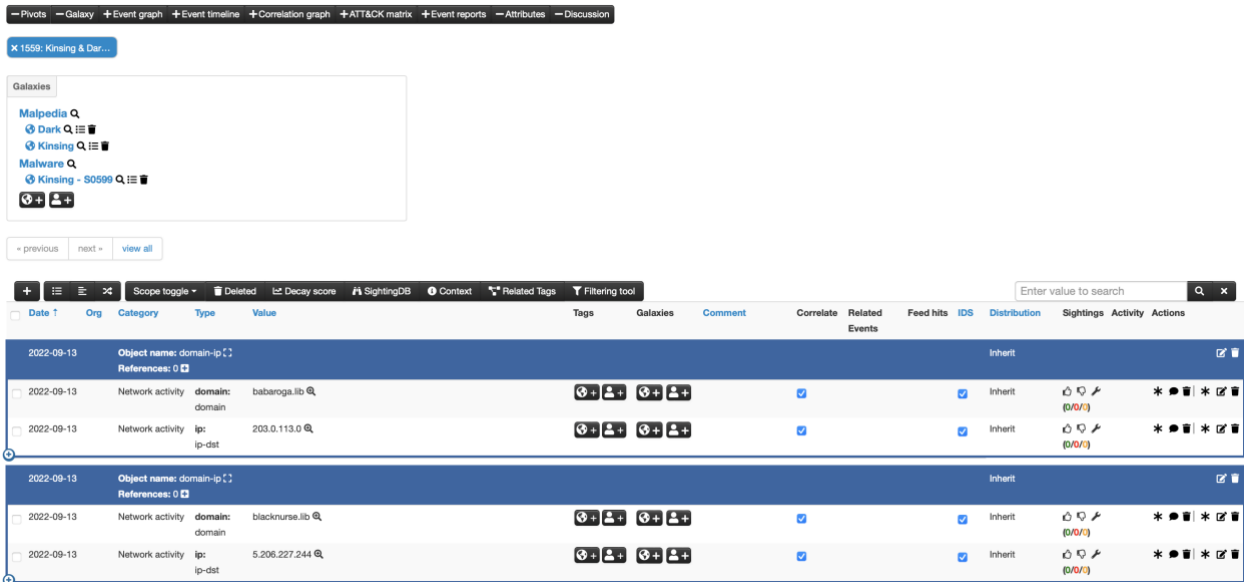 Pivots Galaxy Event graph Event timeline Correlation graph ATT&CK matrix Event reports Attributes Discussion
1559: Kinsing & Dar...
Galaxies
Malpedia
Dark
Kinsing
Malware
Kinsing - S0599
« previous next » view all
Scope toggle Deleted Decay score SightingDB Context Related Tags Filtering tool Enter value to search
Date ↑ Org Category Type Value Tags Galaxies Comment Correlate Related Events Feed hits IDS Distribution Sightings Activity Actions
2022-09-13 Object name: domain-ip Inherit
References: 0
2022-09-13 Network activity domain: babaroga.lib Inherit
domain (0/0/0)
2022-09-13 Network activity ip: 203.0.113.0 Inherit
ip-dst (0/0/0)
2022-09-13 Object name: domain-ip Inherit
References: 0
2022-09-13 Network activity domain: blacknurse.lib Inherit
domain (0/0/0)
2022-09-13 Network activity ip: 5.206.227.244 Inherit
ip-dst (0/0/0)